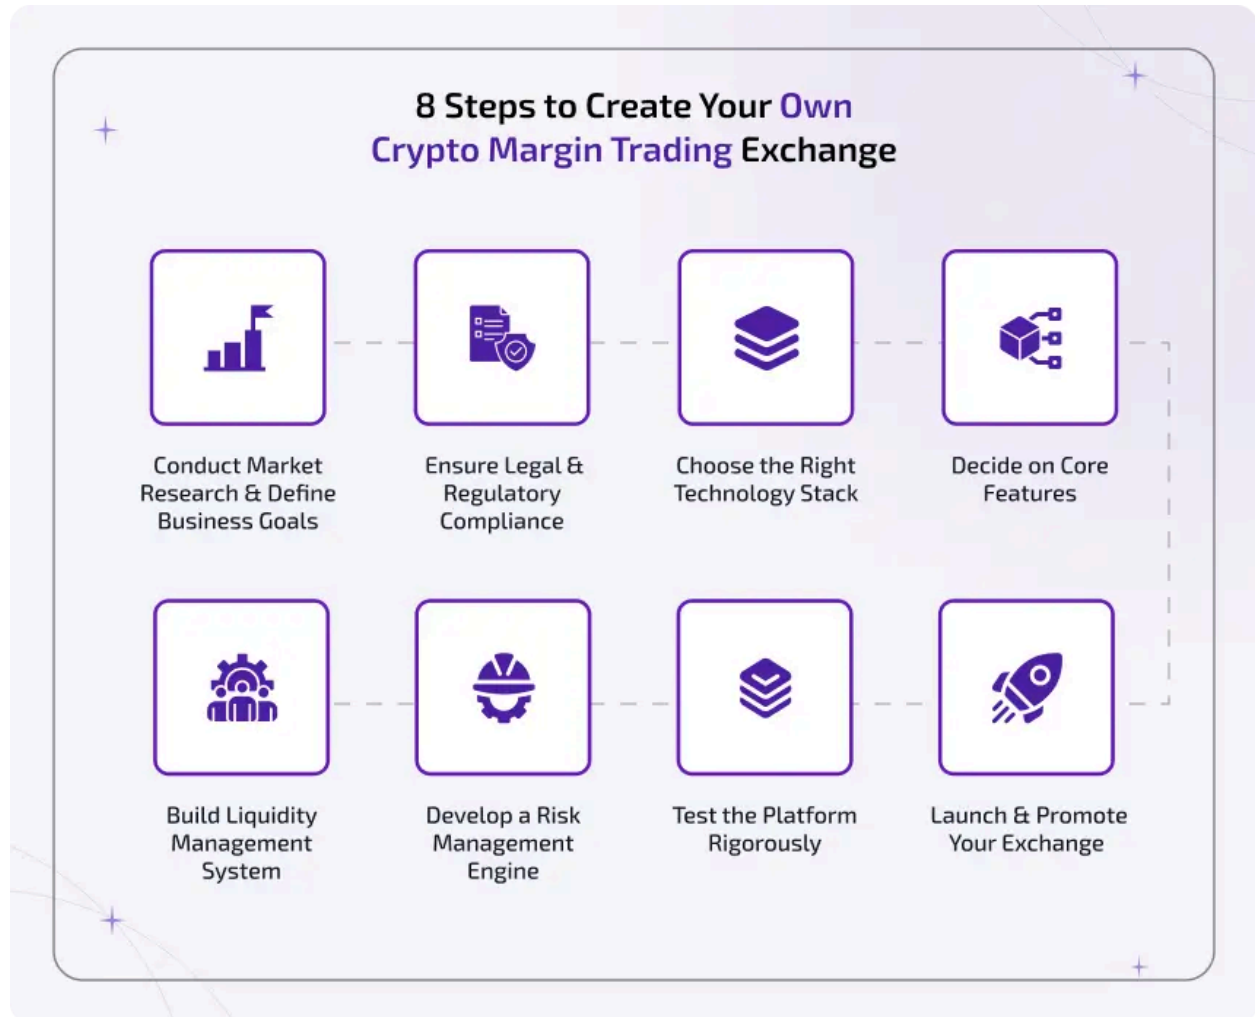 8 Steps to Create Your Own
Crypto Margin Trading Exchange
Conduct Market
Research & Define
Business Goals
Ensure Legal &
Regulatory
Compliance
Choose the Right
Technology Stack
Decide on Core
Features
Build Liquidity
Management
System
Develop a Risk
Management
Engine
Test the Platform
Rigorously
Launch & Promote
Your Exchange